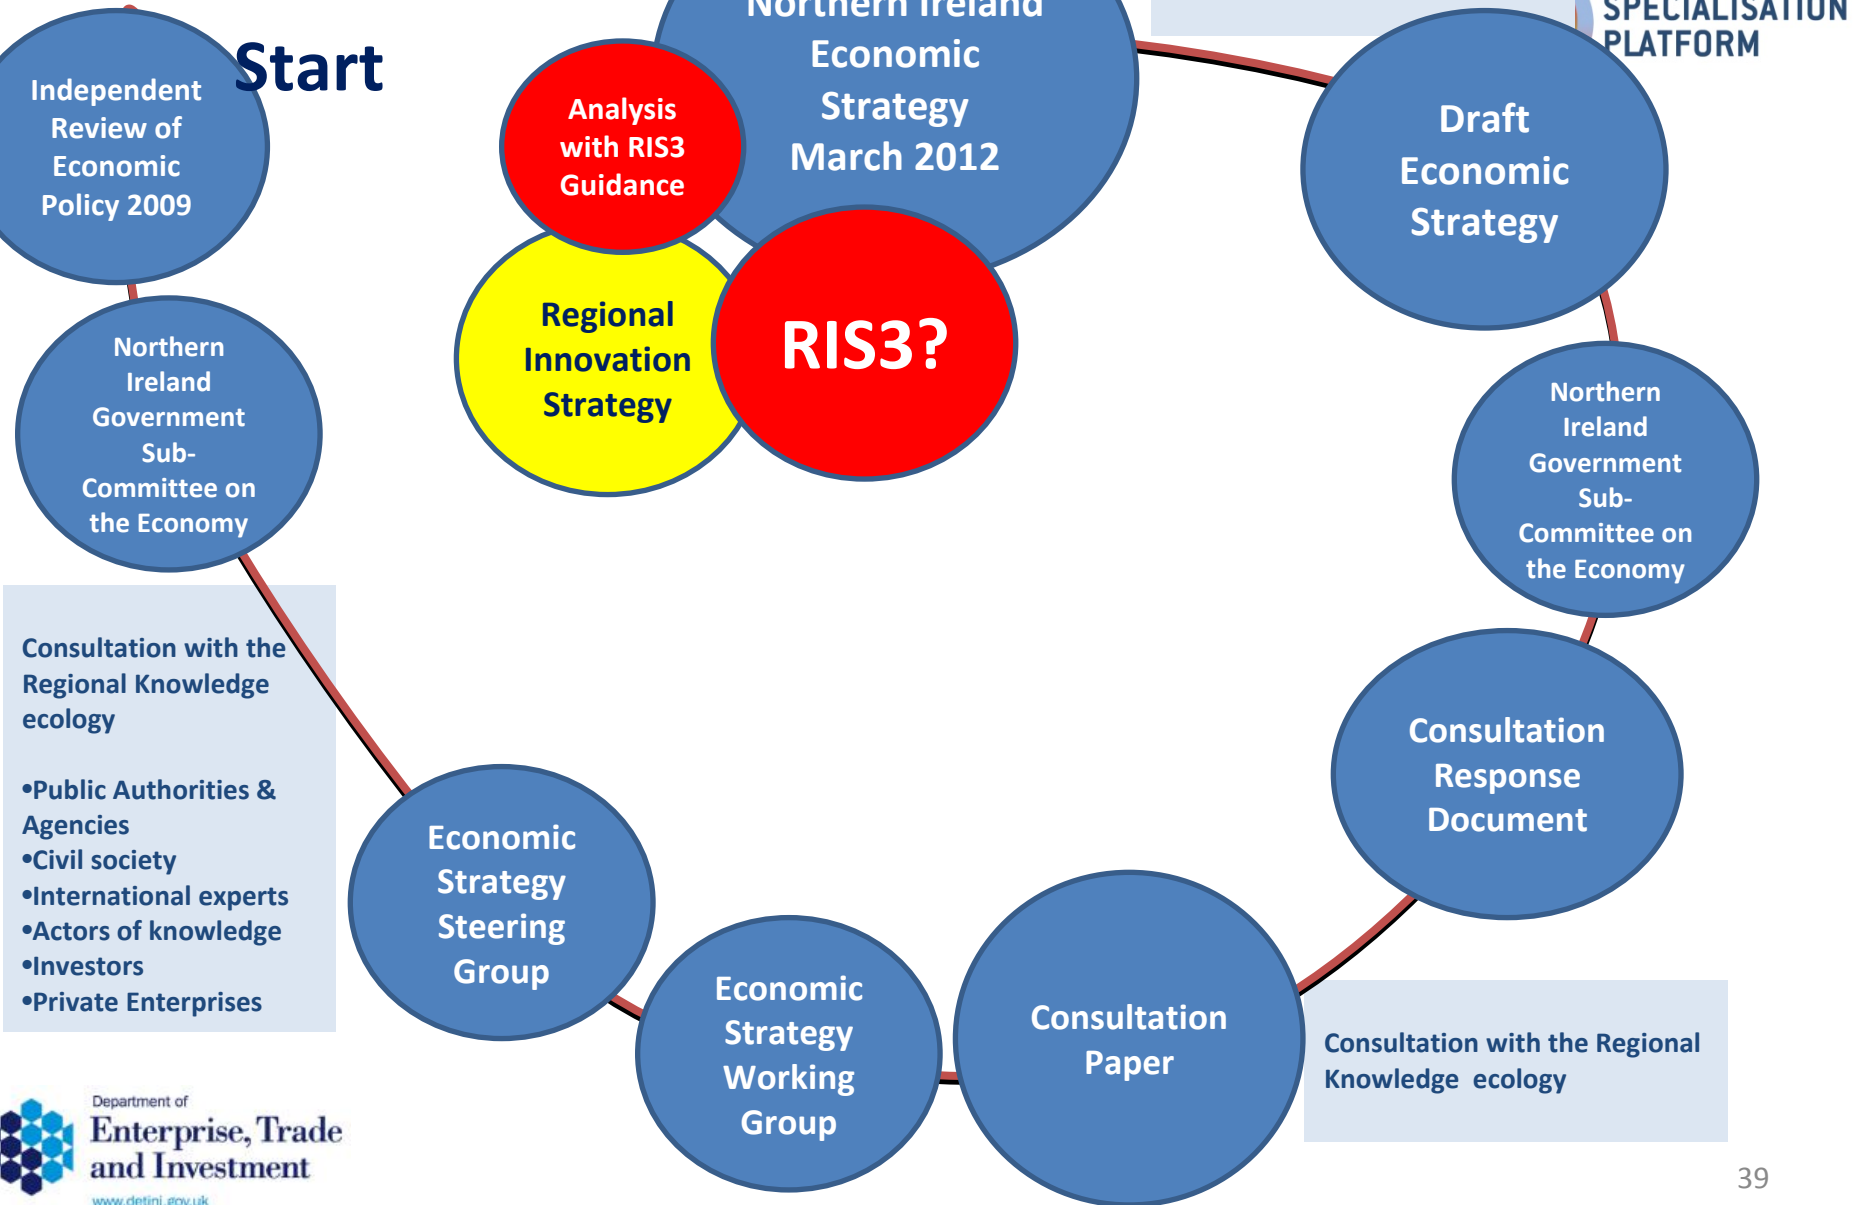 Start
Independent
Review of
Economic
Policy 2009
Northern
Ireland
Government
Sub-
Committee on
the Economy
Consultation with the
Regional Knowledge
ecology
•Public Authorities &
Agencies
•Civil society
•International experts
•Actors of knowledge
•Investors
•Private Enterprises
Economic
Strategy
Steering
Group
Economic
Strategy
Working
Group
Consultation
Paper
Consultation with the Regional
Knowledge  ecology
Consultation
Response
Document
Northern
Ireland
Government
Sub-
Committee on
the Economy
Draft
Economic
Strategy
Northern Ireland
Economic
Strategy
March 2012
Analysis
with RIS3
Guidance
Regional
Innovation
Strategy
RIS3?
SPECIALISATION
PLATFORM
Department of
Enterprise, Trade
and Investment
www.detini.gov.uk
39